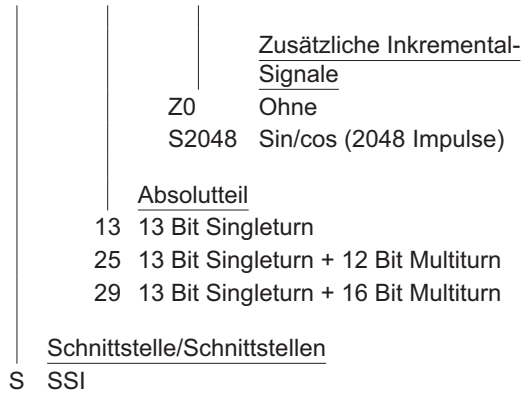 Zusätzliche Inkremental-
Signale
Z0 Ohne
S2048 Sin/cos (2048 Impulse)
Absolutteil
13 13 Bit Singleturn
25 13 Bit Singleturn + 12 Bit Multiturn
29 13 Bit Singleturn + 16 Bit Multiturn
Schnittstelle/Schnittstellen
S SSI